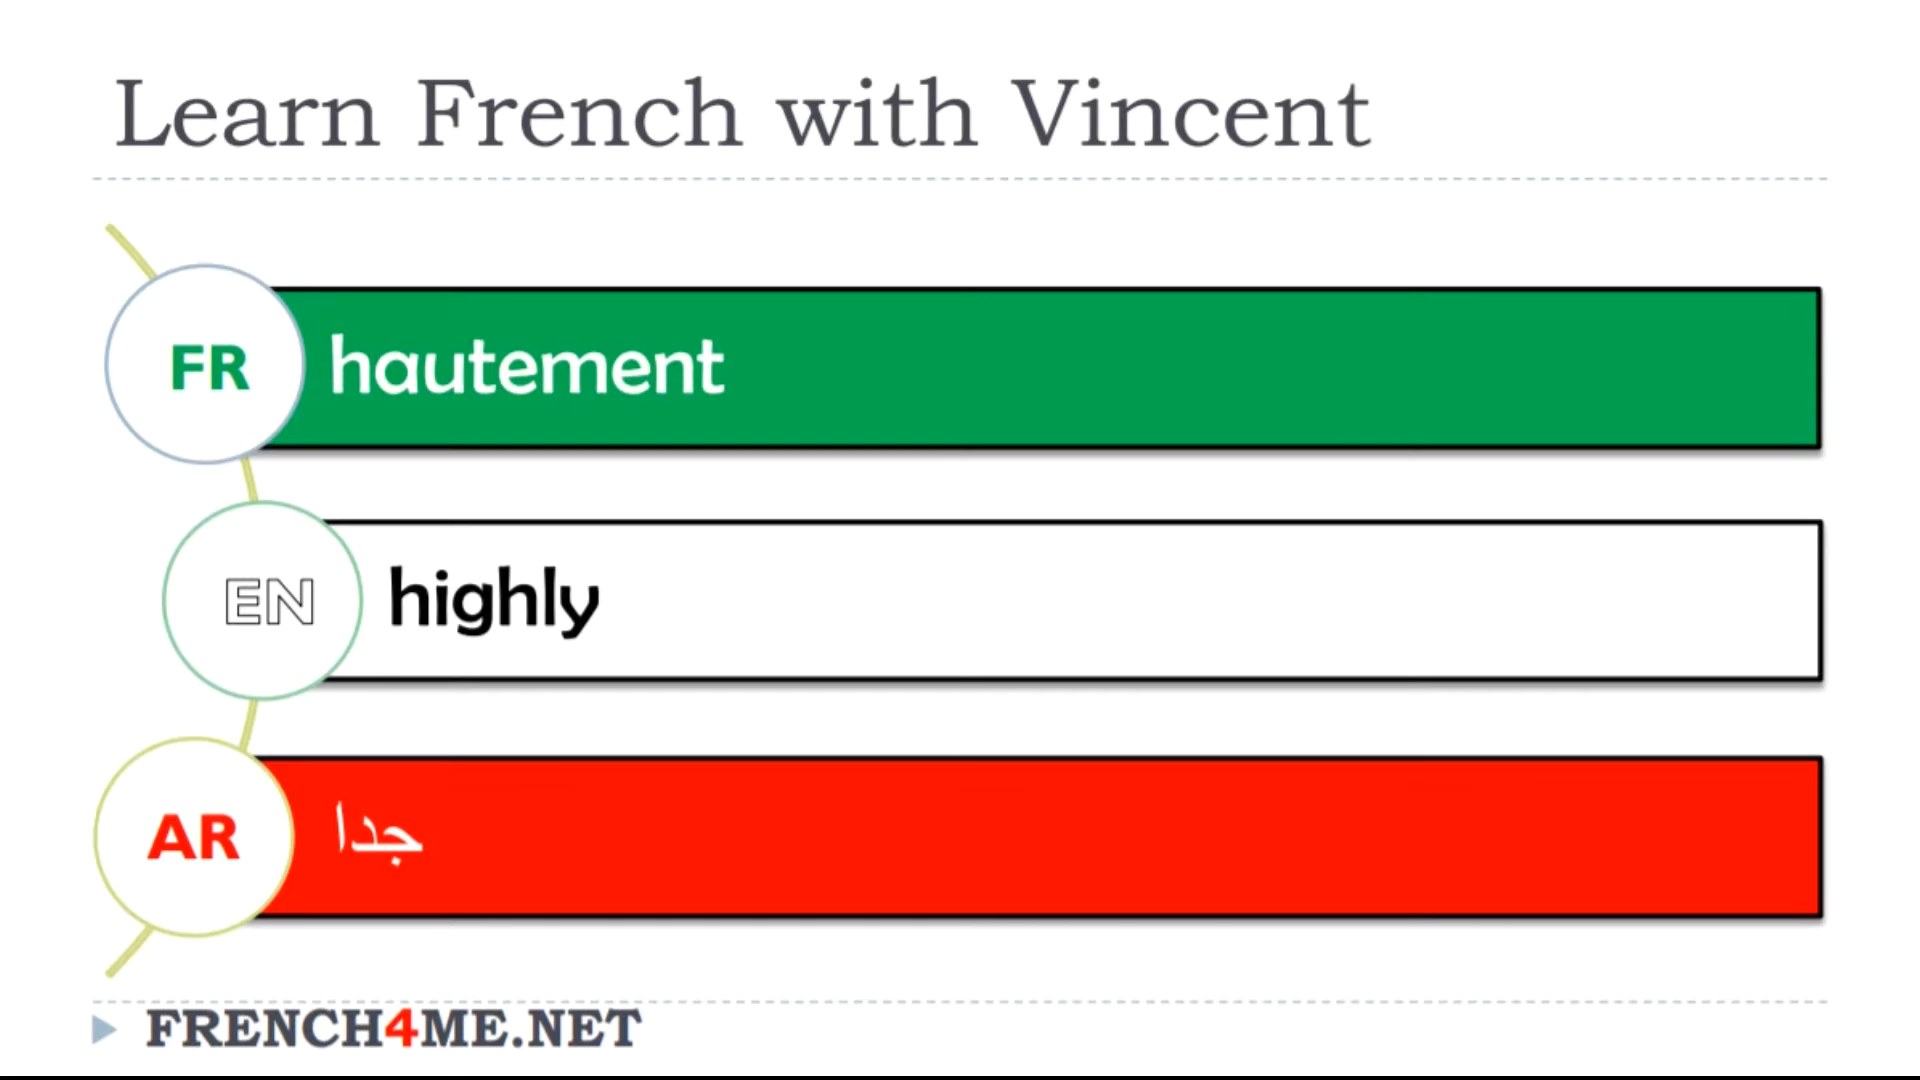 Learn French with Vincent
FR hautement
EN highly
AR جدا
FRENCH4ME.NET